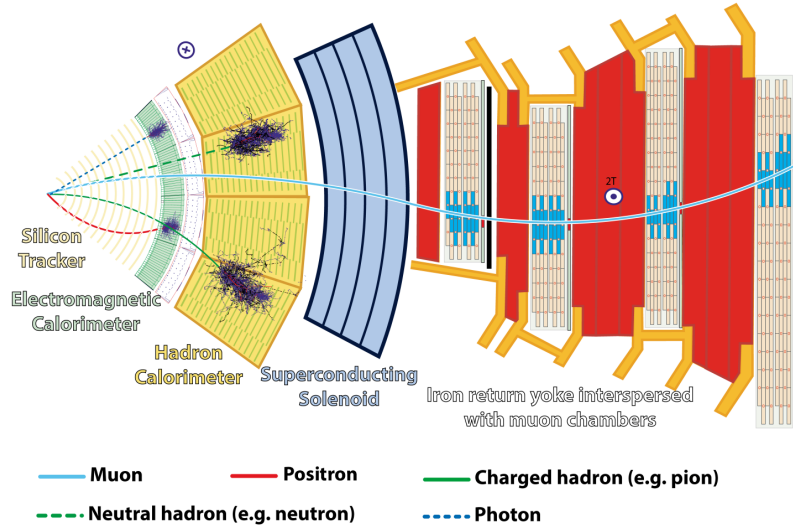 2T
Silicon
Tracker
Electromagnetic
Calorimeter
Hadron
Calorimeter
Superconducting
Solenoid
Iron return yoke interspersed
with muon chambers
Muon
Positron
Charged hadron (e.g. pion)
Neutral hadron (e.g. neutron)
Photon